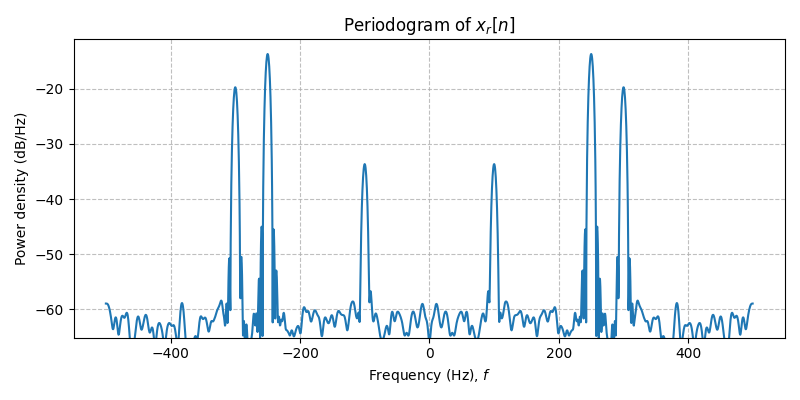 Periodogram of $x_r[n]$
Power density (dB/Hz)
−20
−30
−40
−50
−60
−400 −200 0 200 400
Frequency (Hz), f